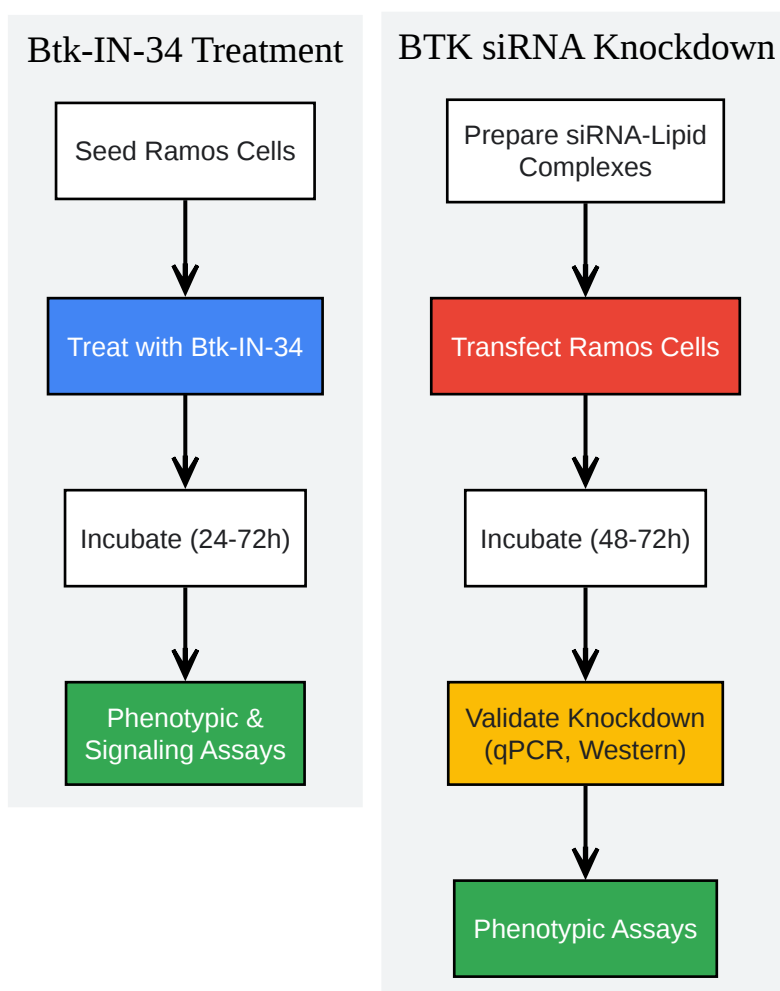 Btk-IN-34 Treatment
Seed Ramos Cells
Treat with Btk-IN-34
Incubate (24-72h)
Phenotypic &
Signaling Assays
BTK siRNA Knockdown
Prepare siRNA-Lipid
Complexes
Transfect Ramos Cells
Incubate (48-72h)
Validate Knockdown
(qPCR, Western)
Phenotypic Assays